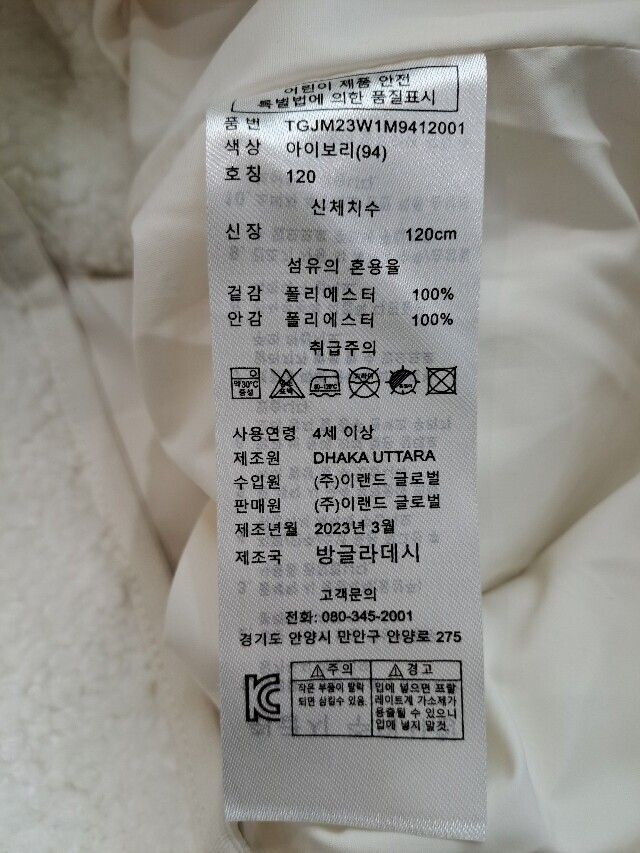 어린이 제품 안전
특별법에 의한 품질표시
품 번 TGJM23W1M9412001
색 상 아이보리(94)
호 칭 120
신체치수
신 장 120cm
섬유의 혼용율
겉 감 폴리에스터 100%
안 감 폴리에스터 100%
취급주의
약30°C
중성
80~120°C
드라이
사용연령 4세 이상
제조원 DHAKA UTTARA
수입원 (주)이랜드 글로벌
판매원 (주)이랜드 글로벌
제조년월 2023년 3월
제조국 방글라데시
고객문의
전화: 080-345-2001
경기도 안양시 만안구 안양로 275
KC
주의
작은 부품이 탈락
되면 삼킬수 있음.
경고
입에 넣으면 프탈
레이트계 가소제가
용출될 수 있으니
입에 넣지 말것.